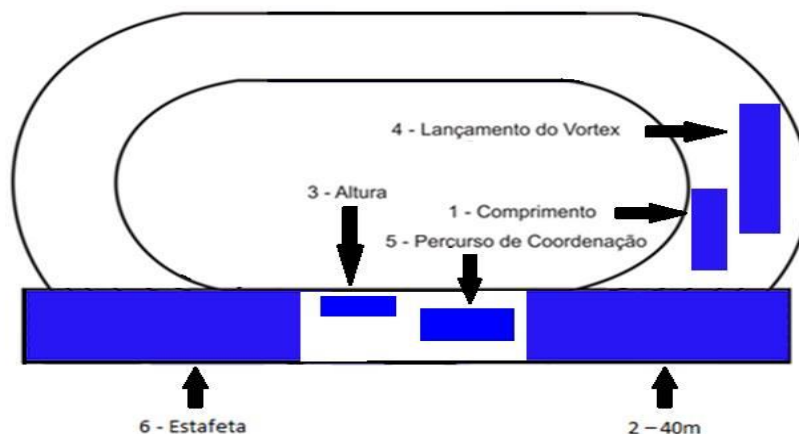 4 - Lançamento do Vortex
3 - Altura
1 - Comprimento
5 - Percurso de Coordenação
6 - Estafeta
2 – 40m